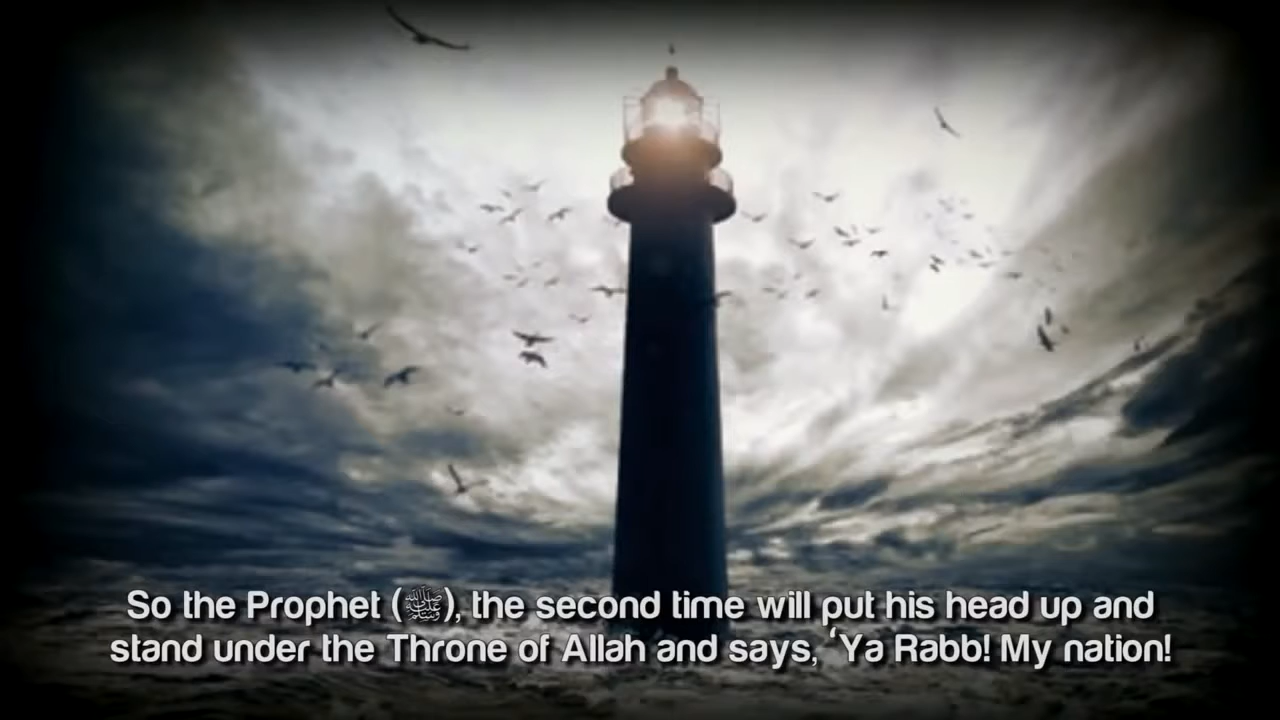 So the Prophet (ﷺ), the second time will put his head up and
stand under the Throne of Allah and says, ‘Ya Rabb! My nation!